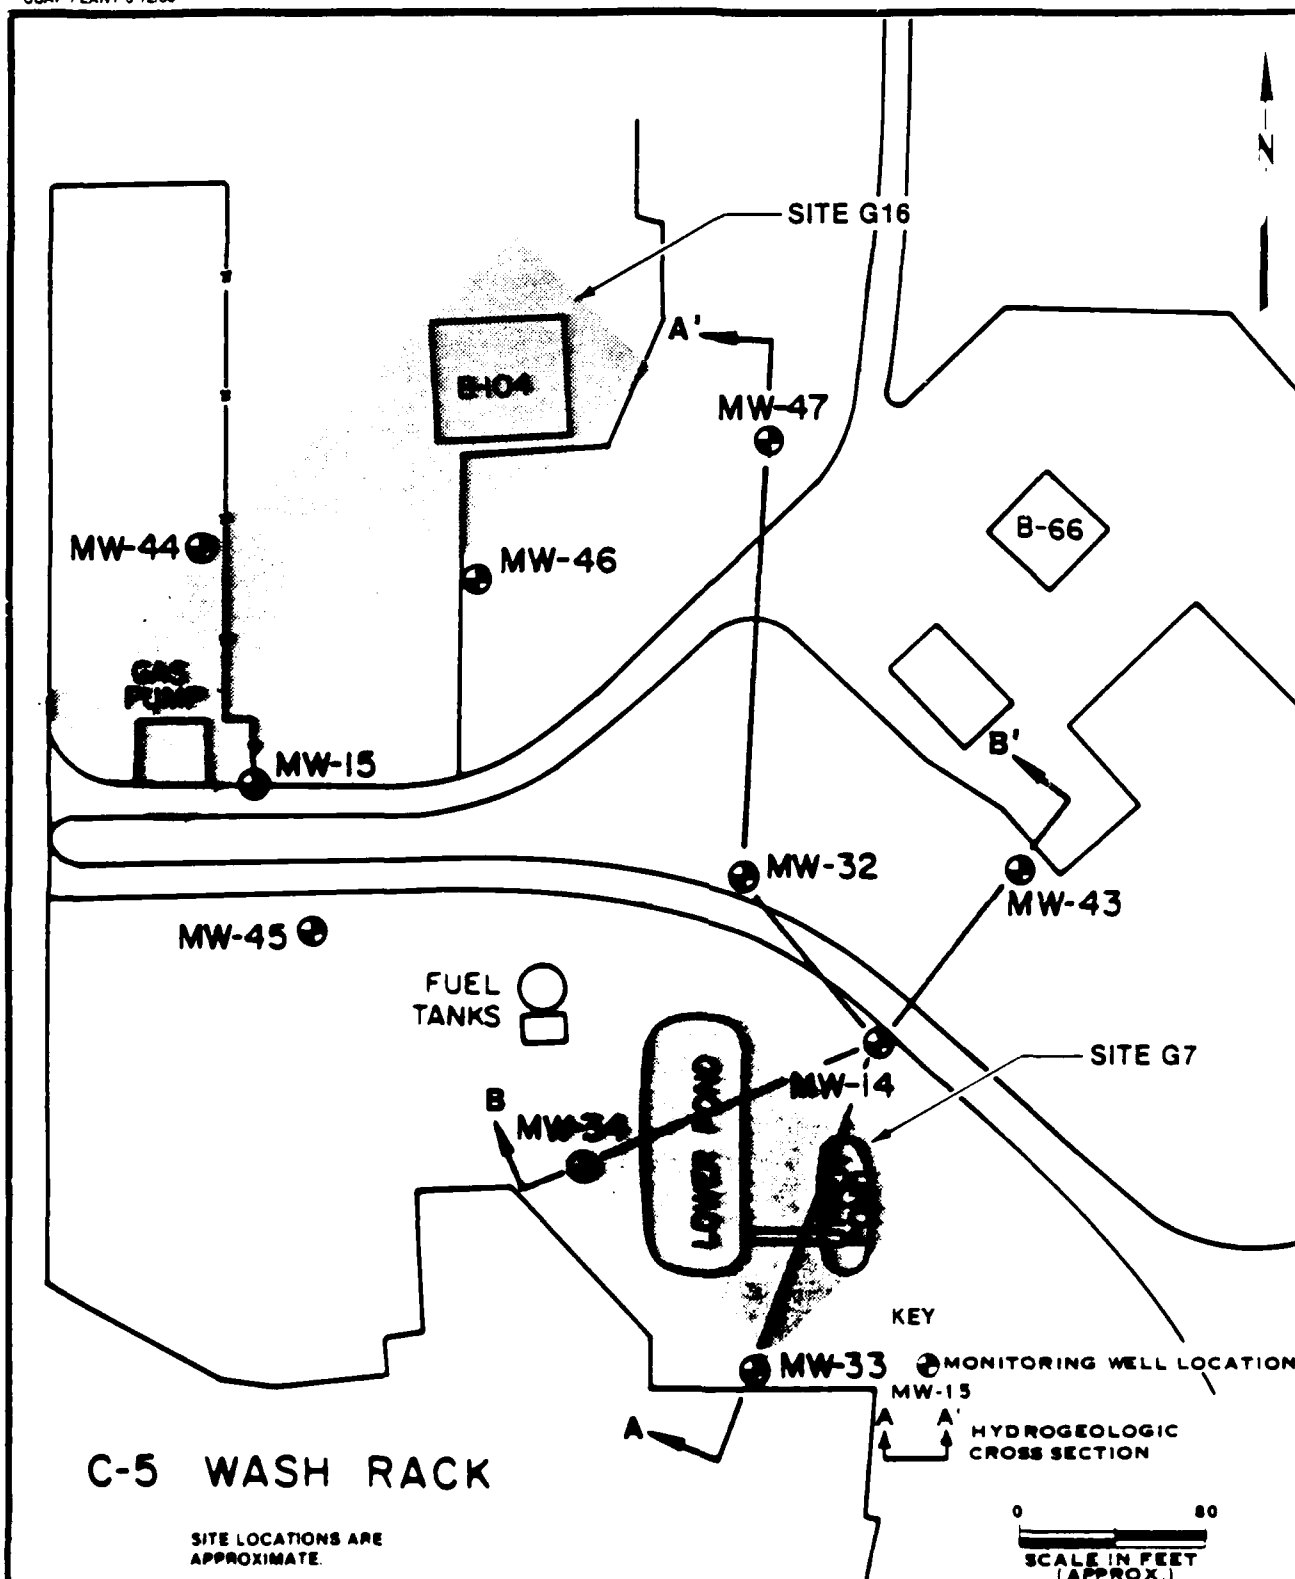 N
SITE G16
A'
B-104
MW-47
B-66
MW-44
MW-46
GAS
PUMP
B'
MW-15
MW-32
MW-43
MW-45
FUEL
TANKS
SITE G7
MW-14
B
MW-34
LOWER POND
KEY
MW-33
MONITORING WELL LOCATION
MW-15
A A'
HYDROGEOLOGIC
CROSS SECTION
A
C-5 WASH RACK
0 80
SCALE IN FEET
(APPROX.)
SITE LOCATIONS ARE
APPROXIMATE.